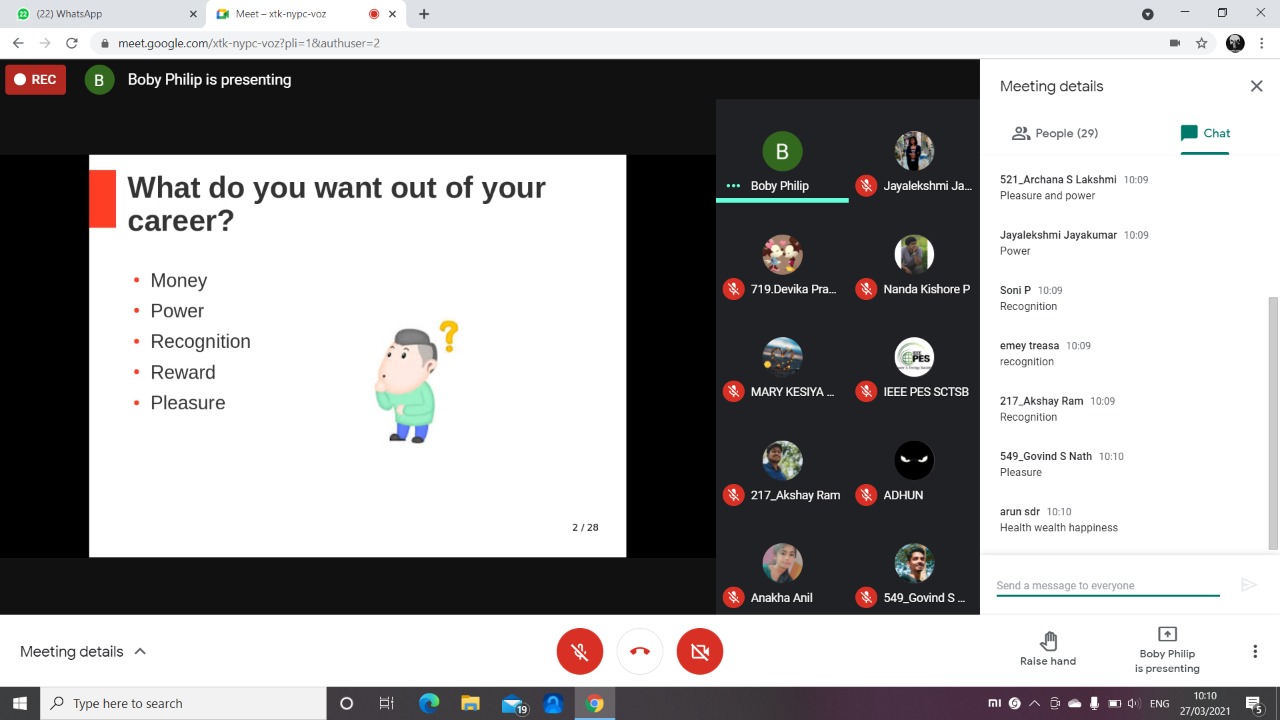 (22) WhatsApp
Meet – xtk-nypc-voz
meet.google.com/xtk-nypc-voz?pli=1&authuser=2
REC
B
Boby Philip is presenting
What do you want out of your
career?
Money
Power
Recognition
Reward
Pleasure
?
2 / 28
B
Boby Philip
Jayalekshmi Ja...
719.Devika Pra...
Nanda Kishore P
MARY KESIYA ...
PES
IEEE PES SCTSB
217_Akshay Ram
ADHUN
Anakha Anil
549_Govind S ...
Meeting details
People (29)
Chat
521_Archana S Lakshmi 10:09
Pleasure and power
Jayalekshmi Jayakumar 10:09
Power
Soni P 10:09
Recognition
emey treasa 10:09
recognition
217_Akshay Ram 10:09
Recognition
549_Govind S Nath 10:10
Pleasure
arun sdr 10:10
Health wealth happiness
Send a message to everyone
Meeting details
Raise hand
Boby Philip
is presenting
Type here to search
19
ENG
10:10
27/03/2021
5